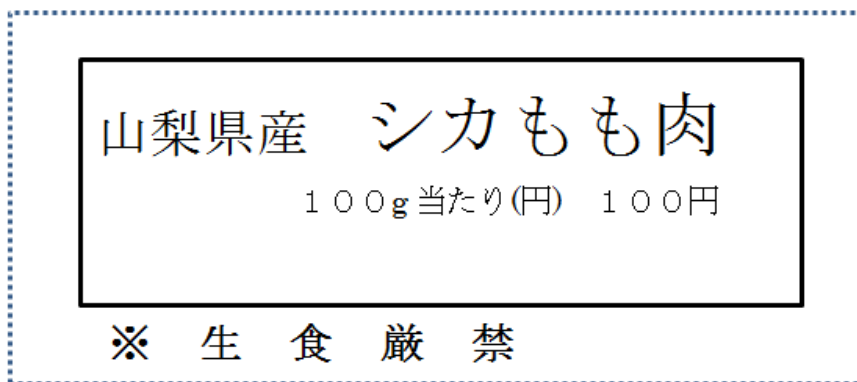 山梨県産　シカもも肉
１００g当たり(円)　１００円
※　生　食　厳　禁